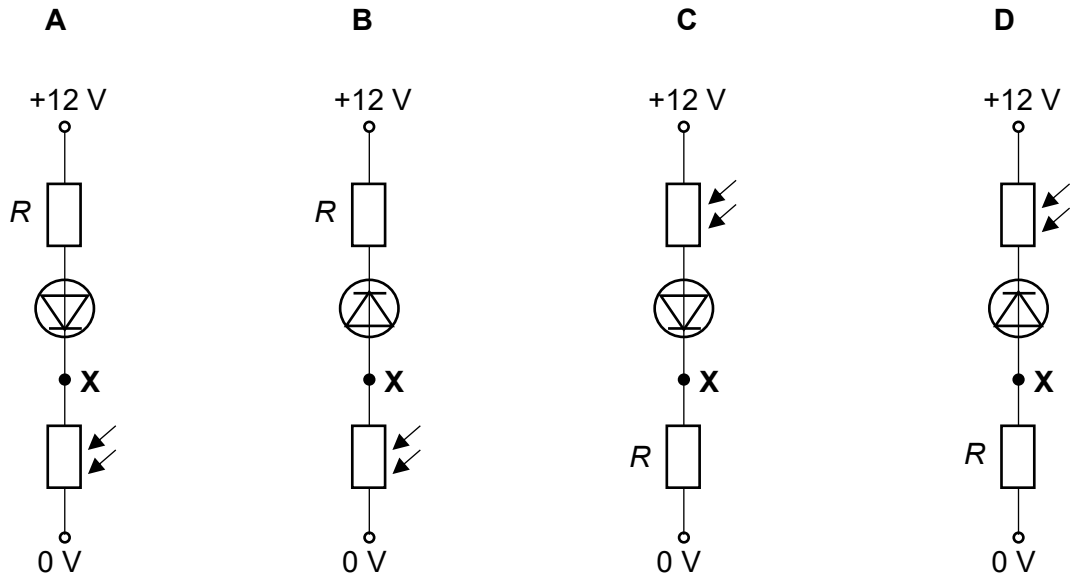 A B C D
+12 V +12 V +12 V +12 V
R R
X X X X
R R
0 V 0 V 0 V 0 V